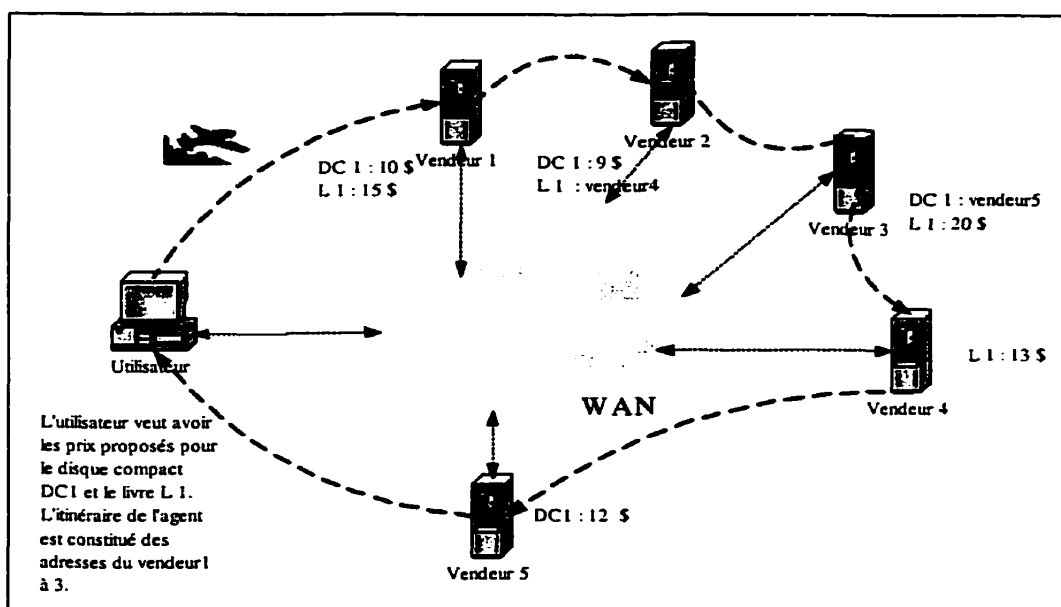 Vendeur 1
DC 1 : 10 $
L 1 : 15 $
Vendeur 2
DC 1 : 9 $
L 1 : vendeur4
Vendeur 3
DC 1 : vendeur5
L 1 : 20 $
Utilisateur
L 1 : 13 $
Vendeur 4
WAN
L'utilisateur veut avoir
les prix proposés pour
le disque compact
DC1 et le livre L 1.
L'itinéraire de l'agent
est constitué des
adresses du vendeur1
à 3.
DC1 : 12 $
Vendeur 5